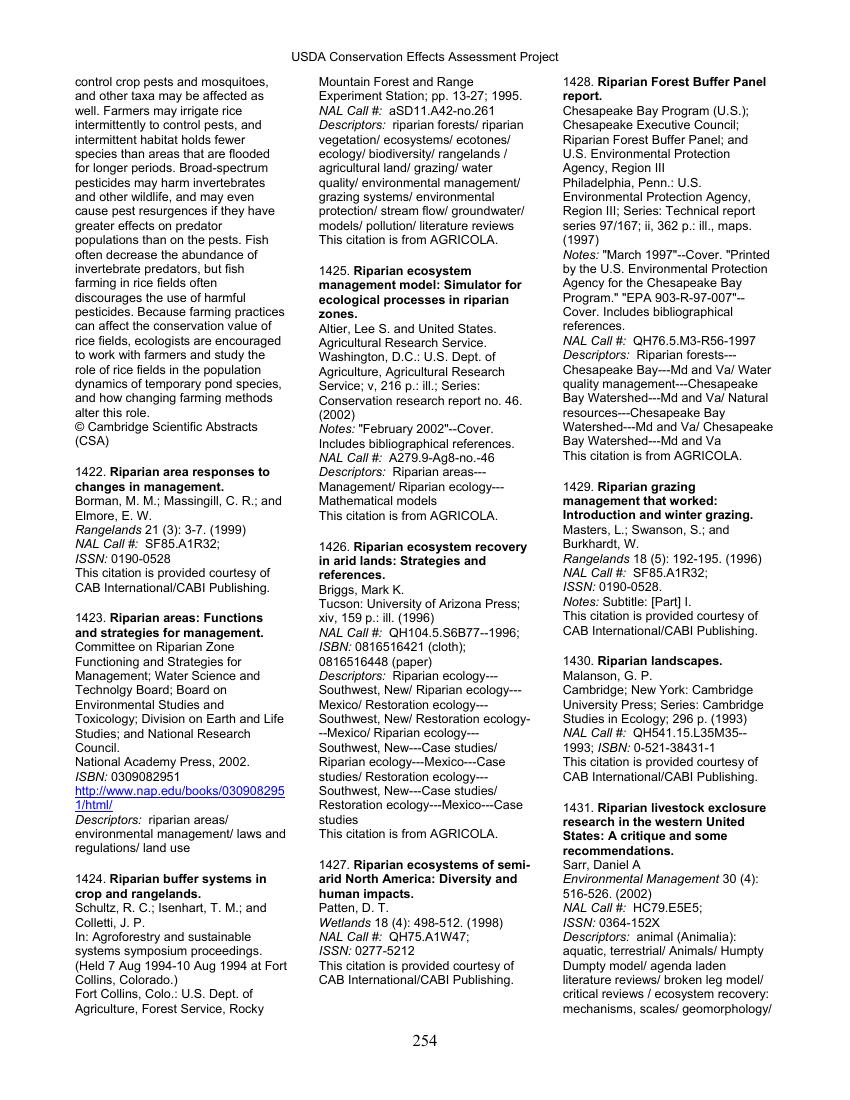 USDA Conservation Effects Assessment Project
control crop pests and mosquitoes,
and other taxa may be affected as
well. Farmers may irrigate rice
intermittently to control pests, and
intermittent habitat holds fewer
species than areas that are flooded
for longer periods. Broad-spectrum
pesticides may harm invertebrates
and other wildlife, and may even
cause pest resurgences if they have
greater effects on predator
populations than on the pests. Fish
often decrease the abundance of
invertebrate predators, but fish
farming in rice fields often
discourages the use of harmful
pesticides. Because farming practices
can affect the conservation value of
rice fields, ecologists are encouraged
to work with farmers and study the
role of rice fields in the population
dynamics of temporary pond species,
and how changing farming methods
alter this role.
© Cambridge Scientific Abstracts
(CSA)
1422. Riparian area responses to
changes in management.
Borman, M. M.; Massingill, C. R.; and
Elmore, E. W.
Rangelands 21 (3): 3-7. (1999)
NAL Call #: SF85.A1R32;
ISSN: 0190-0528
This citation is provided courtesy of
CAB International/CABI Publishing.
1423. Riparian areas: Functions
and strategies for management.
Committee on Riparian Zone
Functioning and Strategies for
Management; Water Science and
Technolgy Board; Board on
Environmental Studies and
Toxicology; Division on Earth and Life
Studies; and National Research
Council.
National Academy Press, 2002.
ISBN: 0309082951
http://www.nap.edu/books/030908295
1/html/
Descriptors: riparian areas/
environmental management/ laws and
regulations/ land use
1424. Riparian buffer systems in
crop and rangelands.
Schultz, R. C.; Isenhart, T. M.; and
Colletti, J. P.
In: Agroforestry and sustainable
systems symposium proceedings.
(Held 7 Aug 1994-10 Aug 1994 at Fort
Collins, Colorado.)
Fort Collins, Colo.: U.S. Dept. of
Agriculture, Forest Service, Rocky
Mountain Forest and Range
Experiment Station; pp. 13-27; 1995.
NAL Call #: aSD11.A42-no.261
Descriptors: riparian forests/ riparian
vegetation/ ecosystems/ ecotones/
ecology/ biodiversity/ rangelands /
agricultural land/ grazing/ water
quality/ environmental management/
grazing systems/ environmental
protection/ stream flow/ groundwater/
models/ pollution/ literature reviews
This citation is from AGRICOLA.
1425. Riparian ecosystem
management model: Simulator for
ecological processes in riparian
zones.
Altier, Lee S. and United States.
Agricultural Research Service.
Washington, D.C.: U.S. Dept. of
Agriculture, Agricultural Research
Service; v, 216 p.: ill.; Series:
Conservation research report no. 46.
(2002)
Notes: "February 2002"--Cover.
Includes bibliographical references.
NAL Call #: A279.9-Ag8-no.-46
Descriptors: Riparian areas---
Management/ Riparian ecology---
Mathematical models
This citation is from AGRICOLA.
1426. Riparian ecosystem recovery
in arid lands: Strategies and
references.
Briggs, Mark K.
Tucson: University of Arizona Press;
xiv, 159 p.: ill. (1996)
NAL Call #: QH104.5.S6B77--1996;
ISBN: 0816516421 (cloth);
0816516448 (paper)
Descriptors: Riparian ecology---
Southwest, New/ Riparian ecology---
Mexico/ Restoration ecology---
Southwest, New/ Restoration ecology-
--Mexico/ Riparian ecology---
Southwest, New---Case studies/
Riparian ecology---Mexico---Case
studies/ Restoration ecology---
Southwest, New---Case studies/
Restoration ecology---Mexico---Case
studies
This citation is from AGRICOLA.
1427. Riparian ecosystems of semi-
arid North America: Diversity and
human impacts.
Patten, D. T.
Wetlands 18 (4): 498-512. (1998)
NAL Call #: QH75.A1W47;
ISSN: 0277-5212
This citation is provided courtesy of
CAB International/CABI Publishing.
1428. Riparian Forest Buffer Panel
report.
Chesapeake Bay Program (U.S.);
Chesapeake Executive Council;
Riparian Forest Buffer Panel; and
U.S. Environmental Protection
Agency, Region III
Philadelphia, Penn.: U.S.
Environmental Protection Agency,
Region III; Series: Technical report
series 97/167; ii, 362 p.: ill., maps.
(1997)
Notes: "March 1997"--Cover. "Printed
by the U.S. Environmental Protection
Agency for the Chesapeake Bay
Program." "EPA 903-R-97-007"--
Cover. Includes bibliographical
references.
NAL Call #: QH76.5.M3-R56-1997
Descriptors: Riparian forests---
Chesapeake Bay---Md and Va/ Water
quality management---Chesapeake
Bay Watershed---Md and Va/ Natural
resources---Chesapeake Bay
Watershed---Md and Va/ Chesapeake
Bay Watershed---Md and Va
This citation is from AGRICOLA.
1429. Riparian grazing
management that worked:
Introduction and winter grazing.
Masters, L.; Swanson, S.; and
Burkhardt, W.
Rangelands 18 (5): 192-195. (1996)
NAL Call #: SF85.A1R32;
ISSN: 0190-0528.
Notes: Subtitle: [Part] I.
This citation is provided courtesy of
CAB International/CABI Publishing.
1430. Riparian landscapes.
Malanson, G. P.
Cambridge; New York: Cambridge
University Press; Series: Cambridge
Studies in Ecology; 296 p. (1993)
NAL Call #: QH541.15.L35M35--
1993; ISBN: 0-521-38431-1
This citation is provided courtesy of
CAB International/CABI Publishing.
1431. Riparian livestock exclosure
research in the western United
States: A critique and some
recommendations.
Sarr, Daniel A
Environmental Management 30 (4):
516-526. (2002)
NAL Call #: HC79.E5E5;
ISSN: 0364-152X
Descriptors: animal (Animalia):
aquatic, terrestrial/ Animals/ Humpty
Dumpty model/ agenda laden
literature reviews/ broken leg model/
critical reviews / ecosystem recovery:
mechanisms, scales/ geomorphology/
254